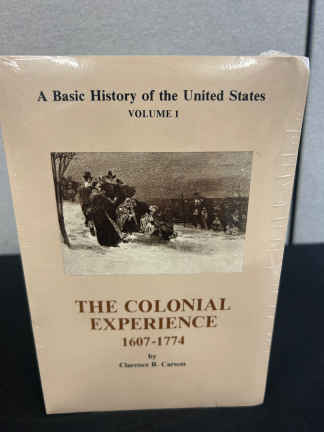 A Basic History of the United States
VOLUME I
THE COLONIAL
EXPERIENCE
1607-1774
by
Clarence B. Carson